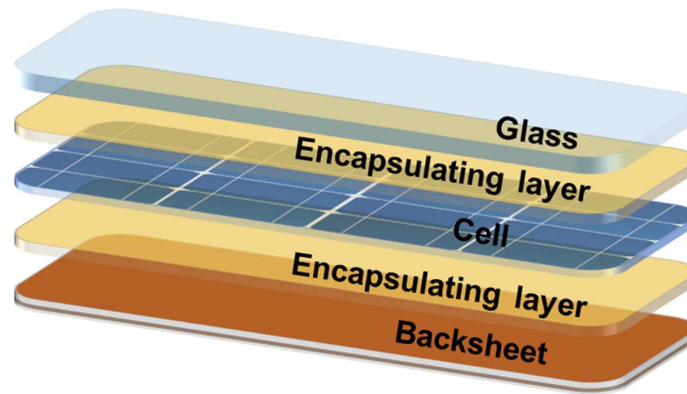 Glass
Encapsulating layer
Cell
Encapsulating layer
Backsheet